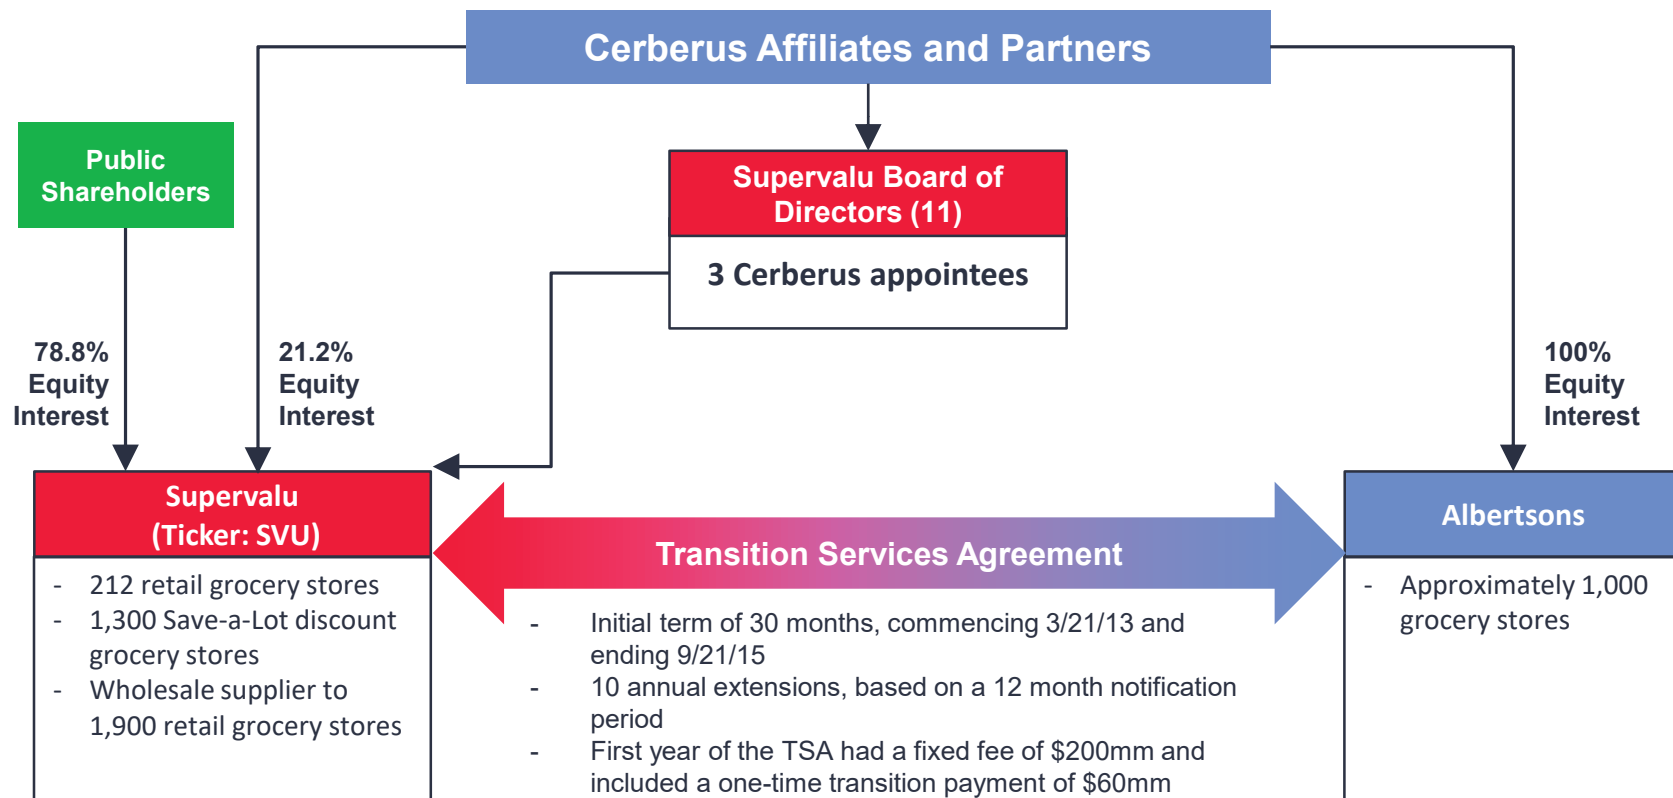 Cerberus Affiliates and Partners
Public
Shareholders
Supervalu Board of
Directors (11)
3 Cerberus appointees
78.8%
Equity
Interest
21.2%
Equity
Interest
100%
Equity
Interest
Supervalu
(Ticker: SVU)
- 212 retail grocery stores
- 1,300 Save-a-Lot discount
grocery stores
- Wholesale supplier to
1,900 retail grocery stores
Transition Services Agreement
- Initial term of 30 months, commencing 3/21/13 and
ending 9/21/15
- 10 annual extensions, based on a 12 month notification
period
- First year of the TSA had a fixed fee of $200mm and
included a one-time transition payment of $60mm
Albertsons
- Approximately 1,000
grocery stores